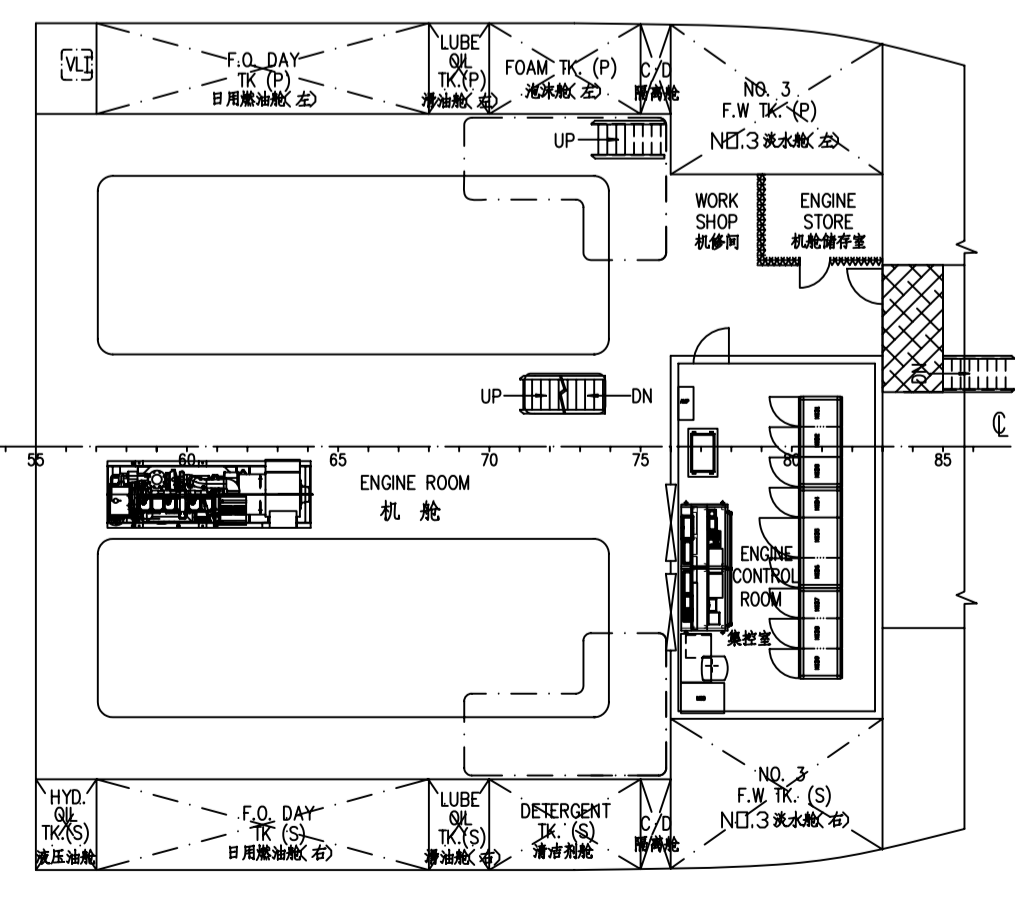 VLI
F.O. DAY
TK (P)
日用燃油舱(左)
LUBE
OIL
TK.(P)
滑油舱(左)
FOAM TK. (P)
泡沫舱(左)
C/D
隔离舱
NO. 3
F.W TK. (P)
NO.3淡水舱(左)
UP
WORK
SHOP
机修间
ENGINE
STORE
机舱储存室
DN
UP
DN
℄
55
60
65
70
75
80
85
ENGINE ROOM
机 舱
ENGINE
CONTROL
ROOM
集控室
HYD.
OIL
TK.(S)
液压油舱
F.O. DAY
TK (S)
日用燃油舱(右)
LUBE
OIL
TK.(S)
滑油舱(右)
DETERGENT
TK. (S)
清洁剂舱
C/D
隔离舱
NO. 3
F.W TK. (S)
NO.3淡水舱(右)